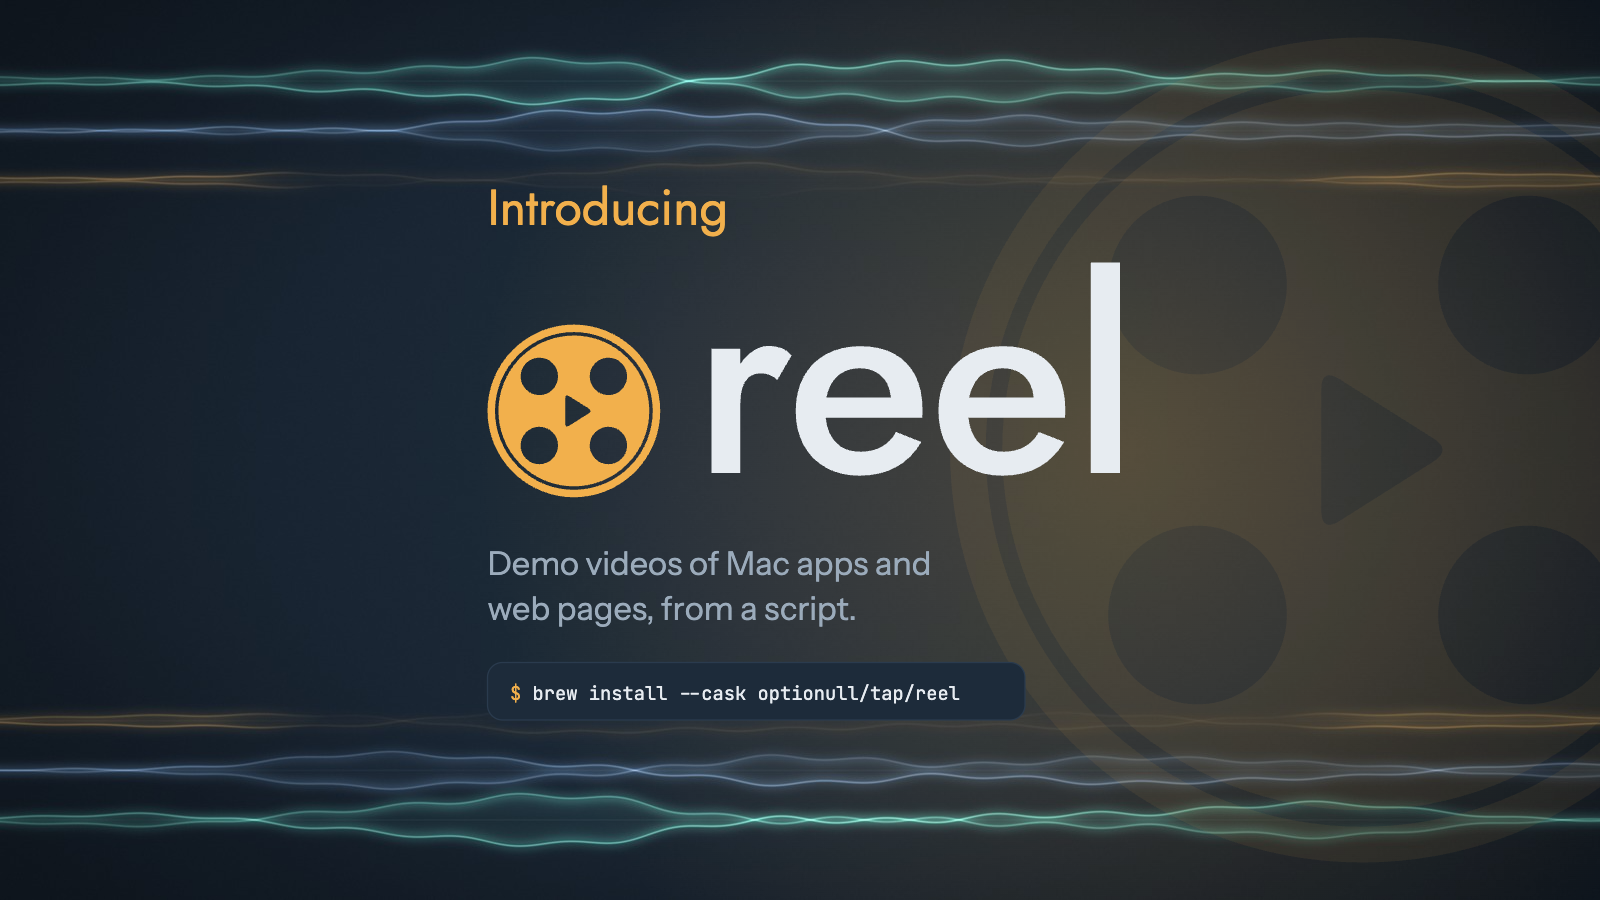 Introducing
reel
Demo videos of Mac apps and
web pages, from a script.
$ brew install --cask optionull/tap/reel